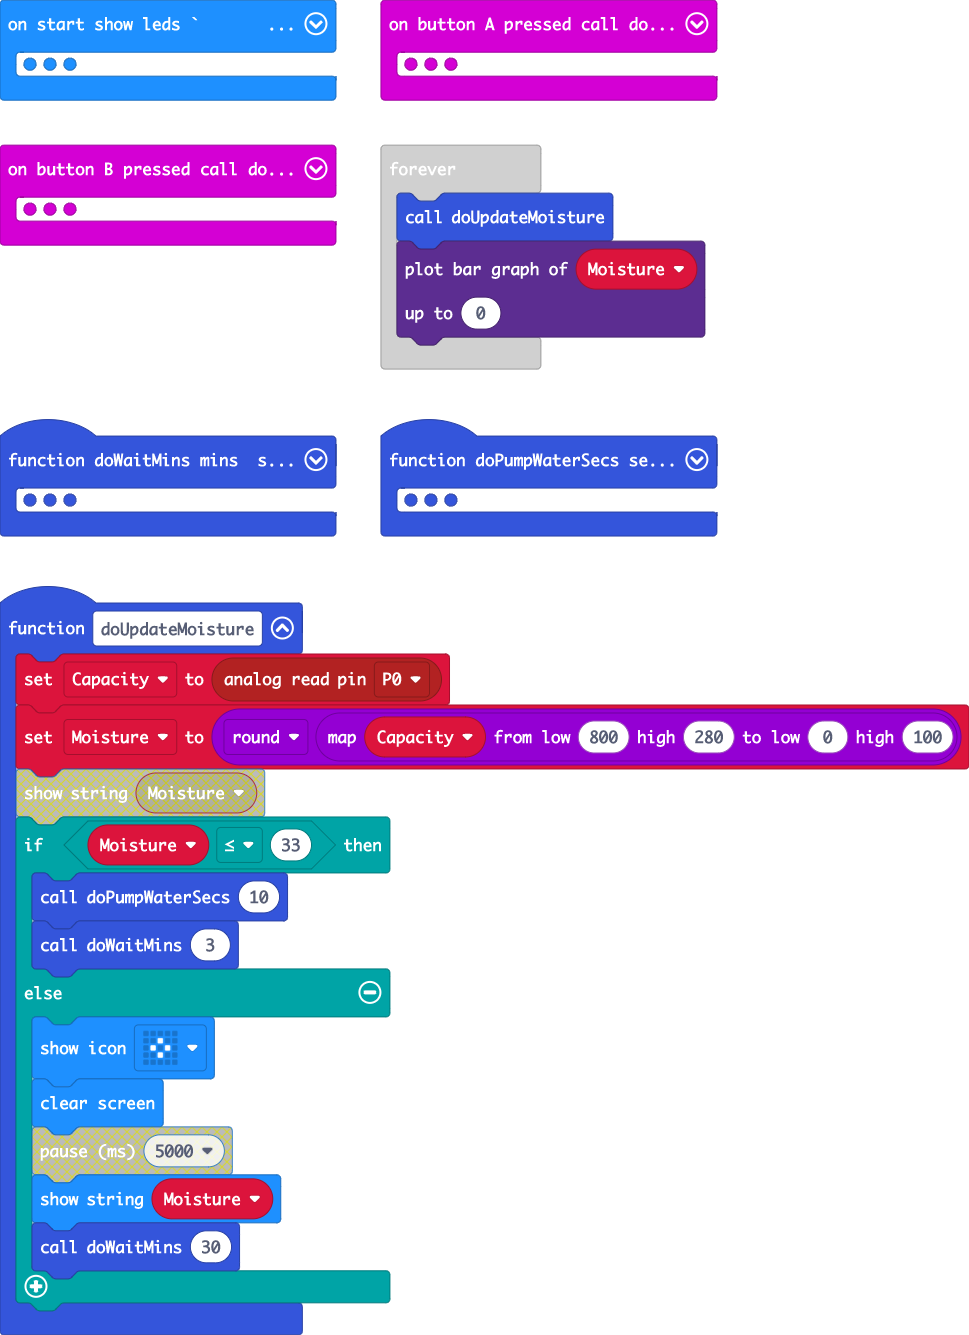 on start show leds ` ...
on button A pressed call do...
on button B pressed call do...
forever
call doUpdateMoisture
plot bar graph of Moisture
up to 0
function doWaitMins mins s...
function doPumpWaterSecs se...
function doUpdateMoisture
set Capacity to analog read pin P0
set Moisture to round map Capacity from low 800 high 280 to low 0 high 100
show string Moisture
if Moisture ≤ 33 then
call doPumpWaterSecs 10
call doWaitMins 3
else
show icon
clear screen
pause (ms) 5000
show string Moisture
call doWaitMins 30